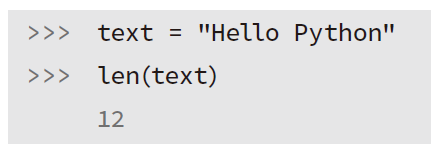 >>> text = "Hello Python"
>>> len(text)
12